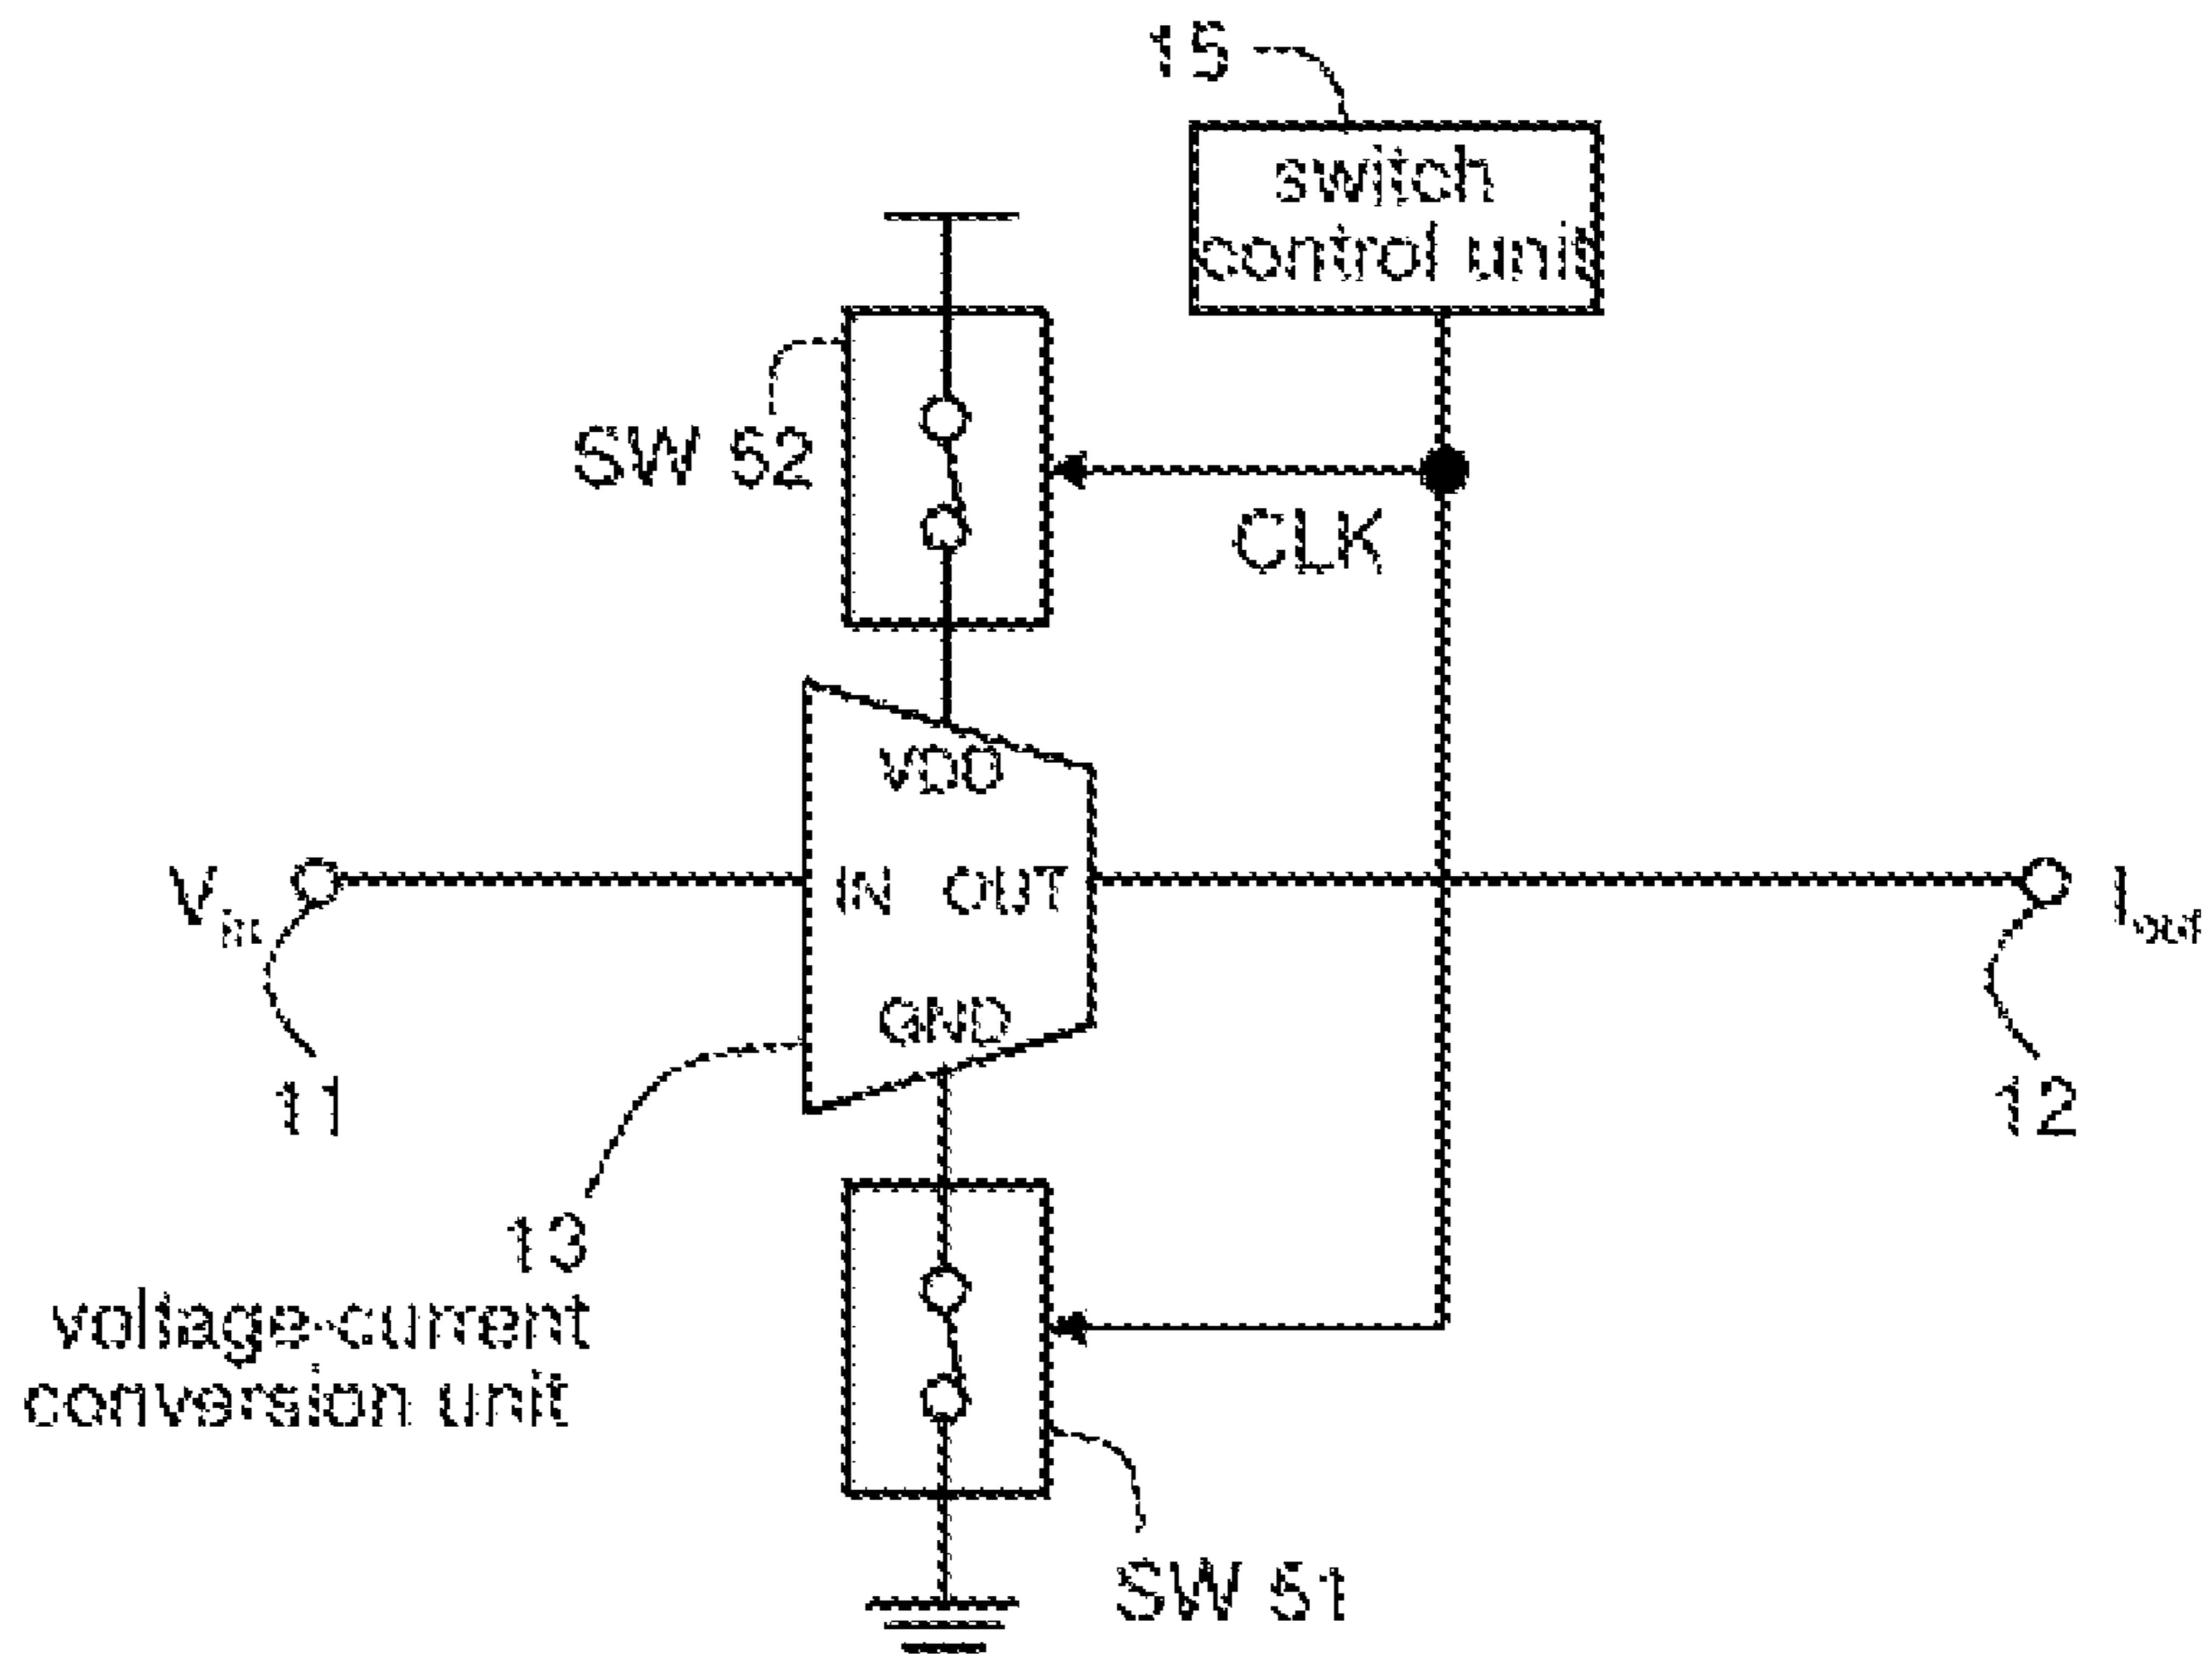 15
switch
control unit
SW 52
CLK
VDD
Vin
IN OUT
Iout
GND
11
12
13
voltage-current
conversion unit
SW 51